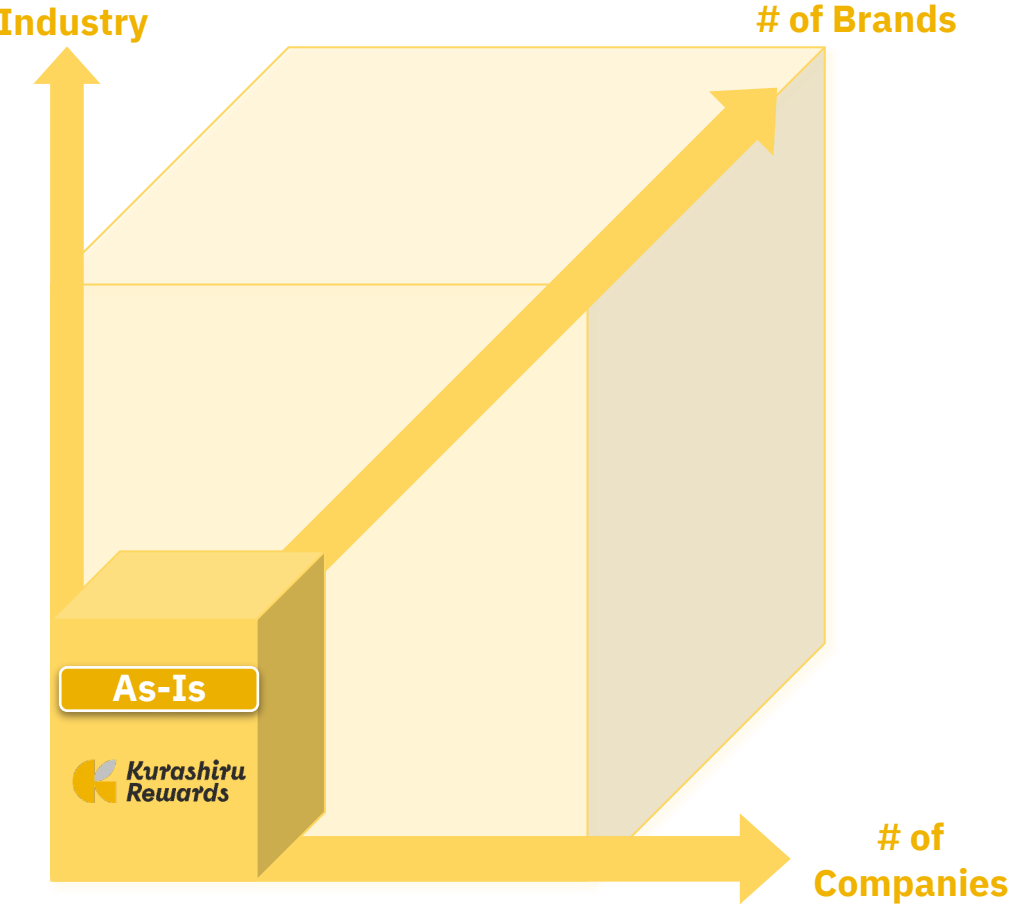 Industry
# of Brands
As-Is
Kurashiru
Rewards
# of
Companies